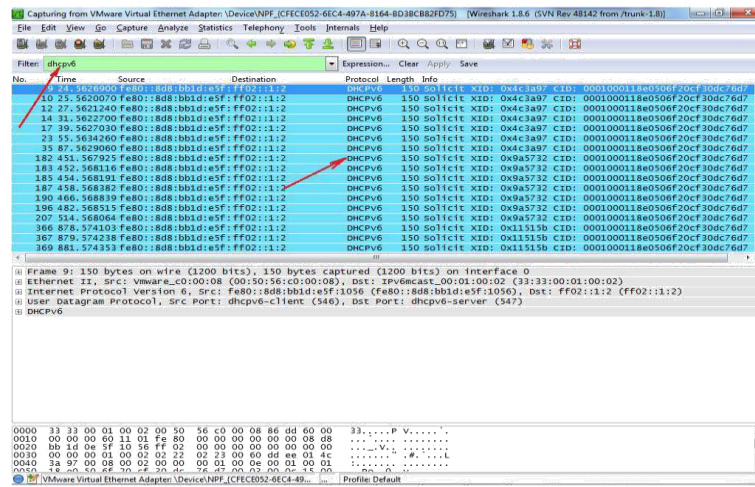 Capturing from VMware Virtual Ethernet Adapter: \Device\NPF_{CFECE052-6EC4-497A-8164-BD3BCB82FD75} [Wireshark 1.8.6 (SVN Rev 48142 from /trunk-1.8)]
File Edit View Go Capture Analyze Statistics Telephony Tools Internals Help
Filter: dhcpv6 Expression... Clear Apply Save
No. Time Source Destination Protocol Length Info
9 24.5626900 fe80::8d8:bb1d:e5f:ff02::1:2 DHCPv6 150 Solicit XID: 0x4c3a97 CID: 0001000118e0506f20cf30dc76d7
10 25.5620070 fe80::8d8:bb1d:e5f:ff02::1:2 DHCPv6 150 Solicit XID: 0x4c3a97 CID: 0001000118e0506f20cf30dc76d7
12 27.5621240 fe80::8d8:bb1d:e5f:ff02::1:2 DHCPv6 150 Solicit XID: 0x4c3a97 CID: 0001000118e0506f20cf30dc76d7
14 31.5622700 fe80::8d8:bb1d:e5f:ff02::1:2 DHCPv6 150 Solicit XID: 0x4c3a97 CID: 0001000118e0506f20cf30dc76d7
17 39.5627030 fe80::8d8:bb1d:e5f:ff02::1:2 DHCPv6 150 Solicit XID: 0x4c3a97 CID: 0001000118e0506f20cf30dc76d7
23 55.5634260 fe80::8d8:bb1d:e5f:ff02::1:2 DHCPv6 150 Solicit XID: 0x4c3a97 CID: 0001000118e0506f20cf30dc76d7
35 87.5629060 fe80::8d8:bb1d:e5f:ff02::1:2 DHCPv6 150 Solicit XID: 0x4c3a97 CID: 0001000118e0506f20cf30dc76d7
182 451.567925 fe80::8d8:bb1d:e5f:ff02::1:2 DHCPv6 150 Solicit XID: 0x9a5732 CID: 0001000118e0506f20cf30dc76d7
183 452.568116 fe80::8d8:bb1d:e5f:ff02::1:2 DHCPv6 150 Solicit XID: 0x9a5732 CID: 0001000118e0506f20cf30dc76d7
185 454.568191 fe80::8d8:bb1d:e5f:ff02::1:2 DHCPv6 150 Solicit XID: 0x9a5732 CID: 0001000118e0506f20cf30dc76d7
187 458.568382 fe80::8d8:bb1d:e5f:ff02::1:2 DHCPv6 150 Solicit XID: 0x9a5732 CID: 0001000118e0506f20cf30dc76d7
190 466.568839 fe80::8d8:bb1d:e5f:ff02::1:2 DHCPv6 150 Solicit XID: 0x9a5732 CID: 0001000118e0506f20cf30dc76d7
196 482.568515 fe80::8d8:bb1d:e5f:ff02::1:2 DHCPv6 150 Solicit XID: 0x9a5732 CID: 0001000118e0506f20cf30dc76d7
207 514.568064 fe80::8d8:bb1d:e5f:ff02::1:2 DHCPv6 150 Solicit XID: 0x9a5732 CID: 0001000118e0506f20cf30dc76d7
366 878.574103 fe80::8d8:bb1d:e5f:ff02::1:2 DHCPv6 150 Solicit XID: 0x11515b CID: 0001000118e0506f20cf30dc76d7
367 879.574238 fe80::8d8:bb1d:e5f:ff02::1:2 DHCPv6 150 Solicit XID: 0x11515b CID: 0001000118e0506f20cf30dc76d7
369 881.574353 fe80::8d8:bb1d:e5f:ff02::1:2 DHCPv6 150 Solicit XID: 0x11515b CID: 0001000118e0506f20cf30dc76d7
Frame 9: 150 bytes on wire (1200 bits), 150 bytes captured (1200 bits) on interface 0
Ethernet II, Src: Vmware_c0:00:08 (00:50:56:c0:00:08), Dst: IPv6mcast_00:01:00:02 (33:33:00:01:00:02)
Internet Protocol Version 6, Src: fe80::8d8:bb1d:e5f:1056 (fe80::8d8:bb1d:e5f:1056), Dst: ff02::1:2 (ff02::1:2)
User Datagram Protocol, Src Port: dhcpv6-client (546), Dst Port: dhcpv6-server (547)
DHCPv6
0000 33 33 00 01 00 02 00 50 56 c0 00 08 86 dd 60 00 33.....P V.....`.
0010 00 00 00 60 11 01 fe 80 00 00 00 00 00 00 08 d8 ...`.... ........
0020 bb 1d 0e 5f 10 56 ff 02 00 00 00 00 00 00 00 00 ..._.V.. ........
0030 00 00 00 01 00 02 02 22 02 23 00 60 dd ee 01 4c ......." .#.`...L
0040 3a 97 00 08 00 02 00 00 00 01 00 0e 00 01 00 01 :....... ........
VMware Virtual Ethernet Adapter: \Device\NPF_{CFECE052-6EC4-49... ... Profile: Default